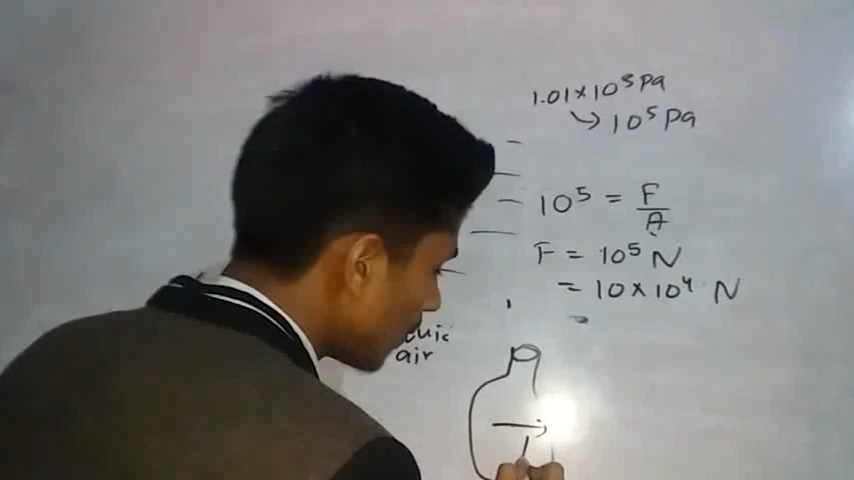 1.01×10⁵ Pa
↘ 10⁵ Pa
10⁵ = F/A
F = 10⁵ N
= 10×10⁴ N
=
air